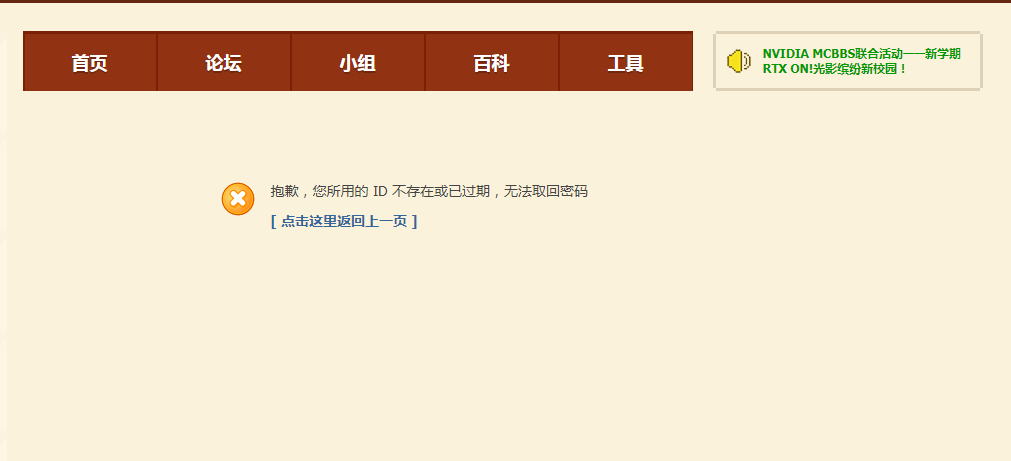 首页 论坛 小组 百科 工具
NVIDIA MCBBS联合活动——新学期
RTX ON!光影缤纷新校园！
抱歉，您所用的 ID 不存在或已过期，无法取回密码
[ 点击这里返回上一页 ]